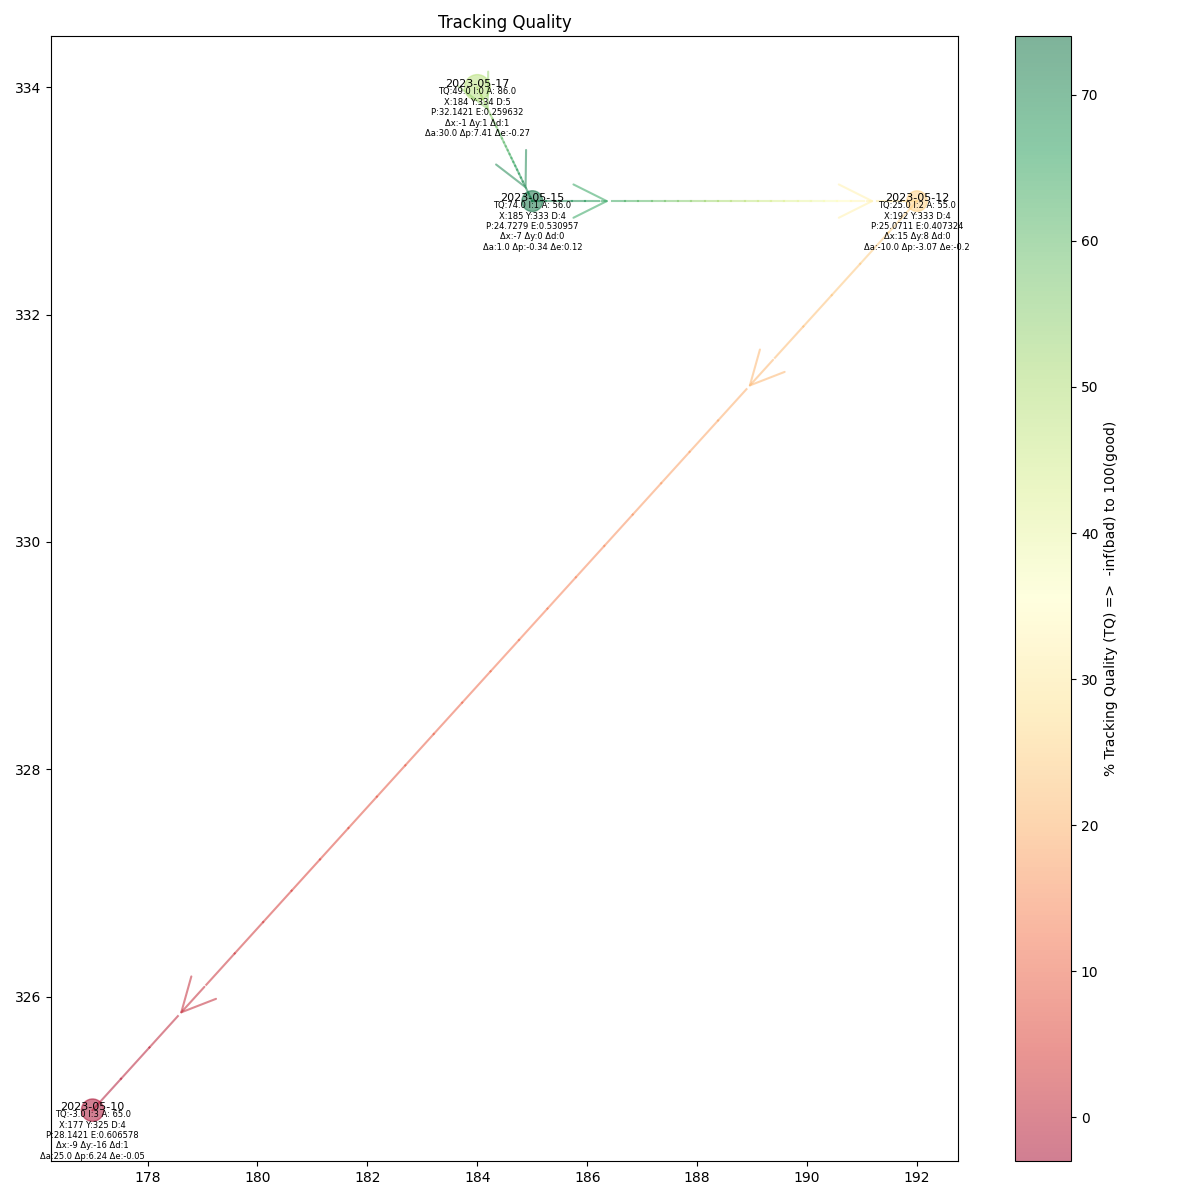 Tracking Quality
334
332
330
328
326
2023-05-17
TQ:49.0 I:0 A: 86.0
X:184 Y:334 D:5
P:32.1421 E:0.259632
Δx:-1 Δy:1 Δd:1
Δa:30.0 Δp:7.41 Δe:-0.27
2023-05-15
TQ:74.0 I:1 A: 56.0
X:185 Y:333 D:4
P:24.7279 E:0.530957
Δx:-7 Δy:0 Δd:0
Δa:1.0 Δp:-0.34 Δe:0.12
2023-05-12
TQ:25.0 I:2 A: 55.0
X:192 Y:333 D:4
P:25.0711 E:0.407324
Δx:15 Δy:8 Δd:0
Δa:-10.0 Δp:-3.07 Δe:-0.2
2023-05-10
TQ:-3.0 I:3 A: 65.0
X:177 Y:325 D:4
P:28.1421 E:0.606578
Δx:-9 Δy:-16 Δd:1
Δa:25.0 Δp:6.24 Δe:-0.05
178
180
182
184
186
188
190
192
70
60
50
40
30
20
10
0
% Tracking Quality (TQ) =>  -inf(bad) to 100(good)